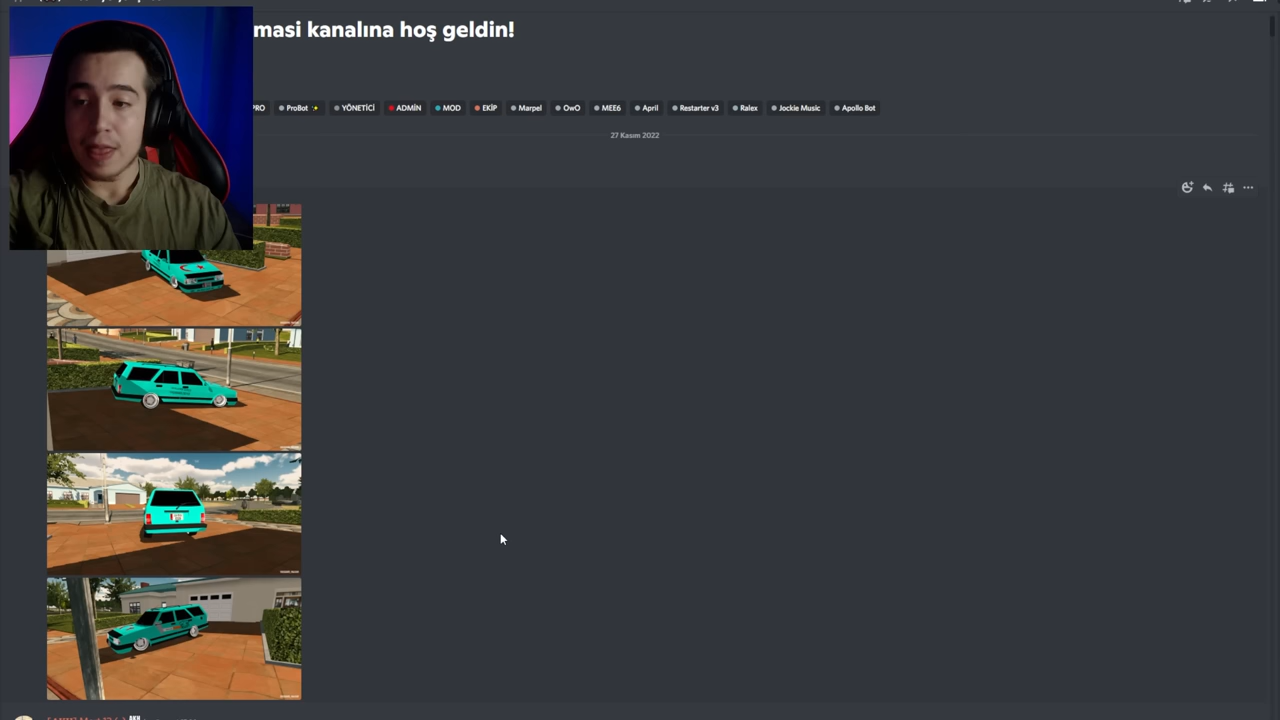 masi kanalına hoş geldin!
PRO ProBot YÖNETİCİ ADMİN MOD EKİP Marpel OwO MEE6 April Restarter v3 Ralex Jockie Music Apollo Bot
27 Kasım 2022